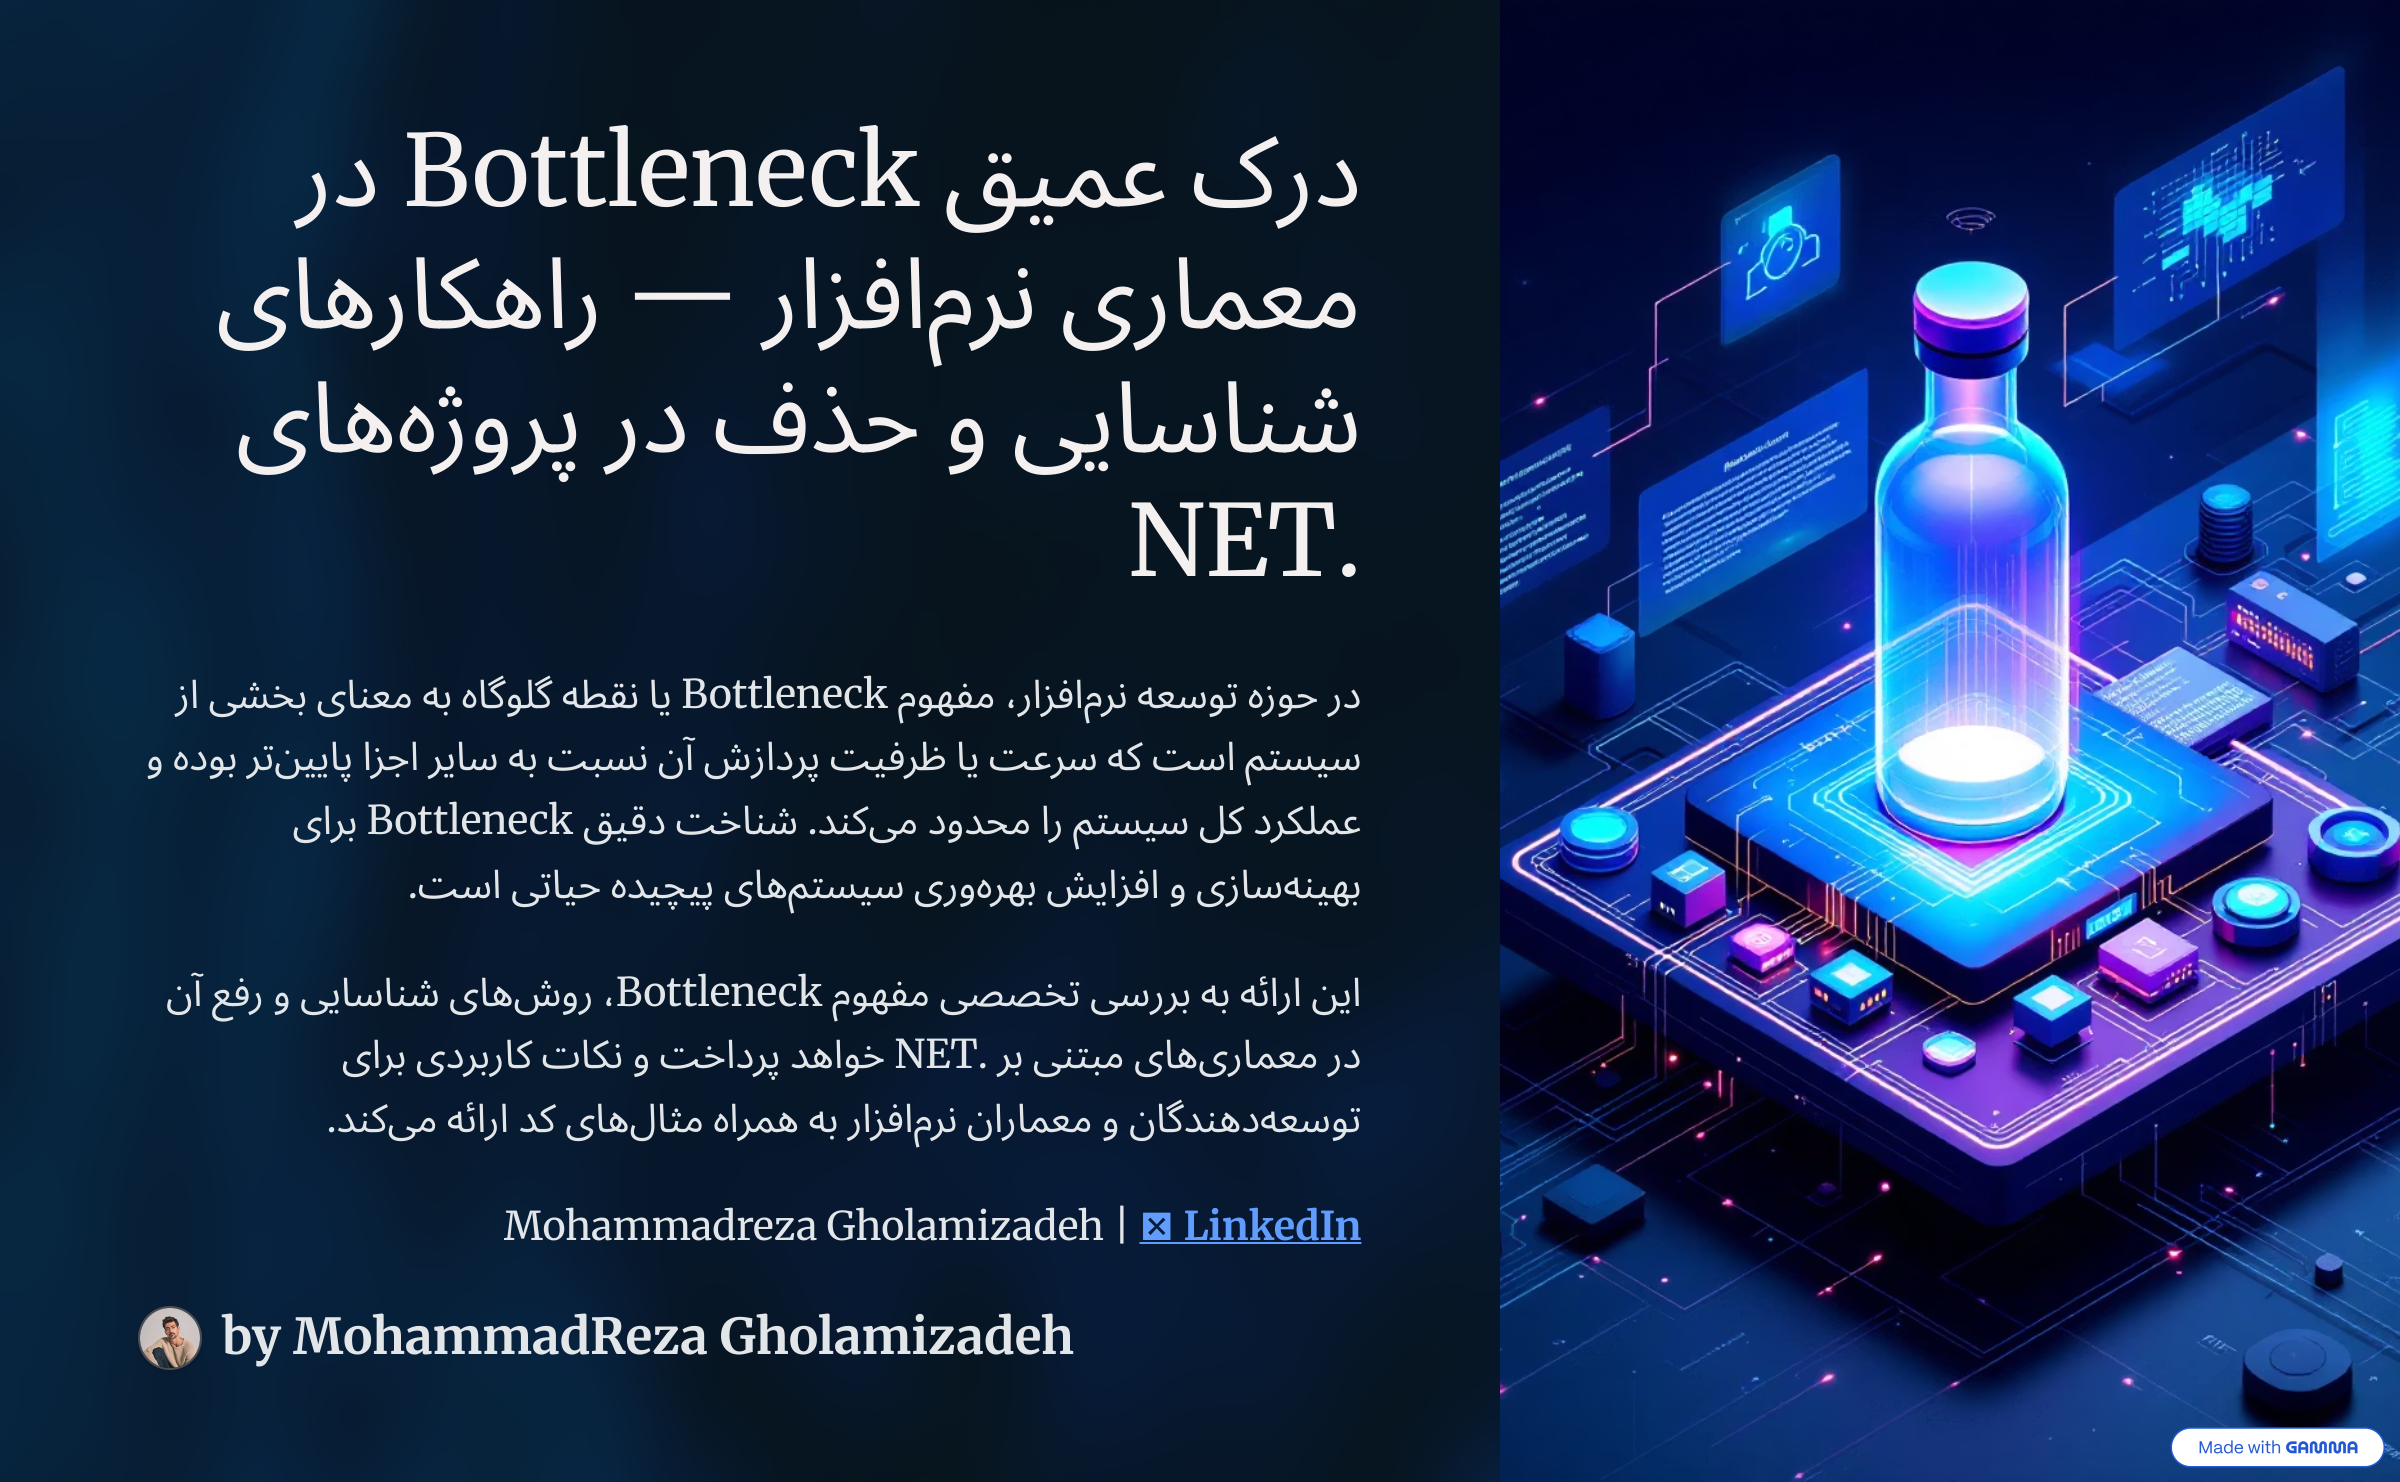 درک عمیق Bottleneck در
معماری نرم‌افزار — راهکارهای
شناسایی و حذف در پروژه‌های
NET.
در حوزه توسعه نرم‌افزار، مفهوم Bottleneck یا نقطه گلوگاه به معنای بخشی از
سیستم است که سرعت یا ظرفیت پردازش آن نسبت به سایر اجزا پایین‌تر بوده و
عملکرد کل سیستم را محدود می‌کند. شناخت دقیق Bottleneck برای
بهینه‌سازی و افزایش بهره‌وری سیستم‌های پیچیده حیاتی است.
این ارائه به بررسی تخصصی مفهوم Bottleneck، روش‌های شناسایی و رفع آن
در معماری‌های مبتنی بر .NET خواهد پرداخت و نکات کاربردی برای
توسعه‌دهندگان و معماران نرم‌افزار به همراه مثال‌های کد ارائه می‌کند.
Mohammadreza Gholamizadeh | LinkedIn
by MohammadReza Gholamizadeh
Made with GAMMA